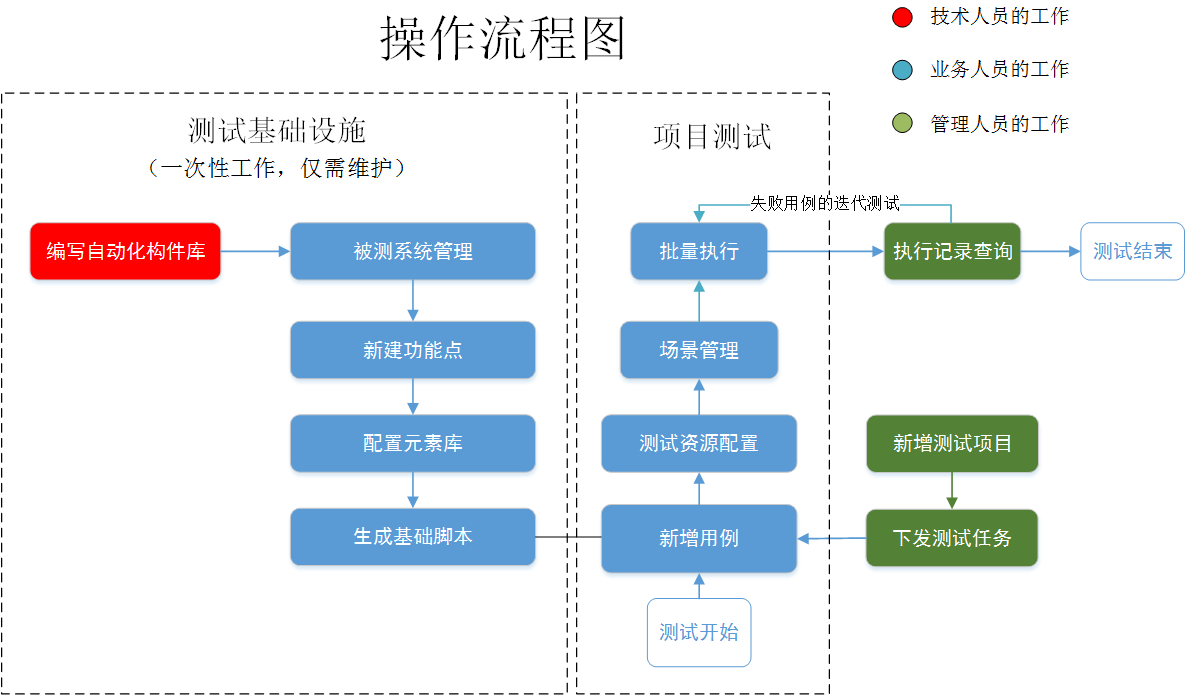 操作流程图
技术人员的工作
业务人员的工作
管理人员的工作
测试基础设施
（一次性工作，仅需维护）
项目测试
失败用例的迭代测试
编写自动化构件库
被测系统管理
批量执行
执行记录查询
测试结束
新建功能点
场景管理
配置元素库
测试资源配置
新增测试项目
生成基础脚本
新增用例
下发测试任务
测试开始